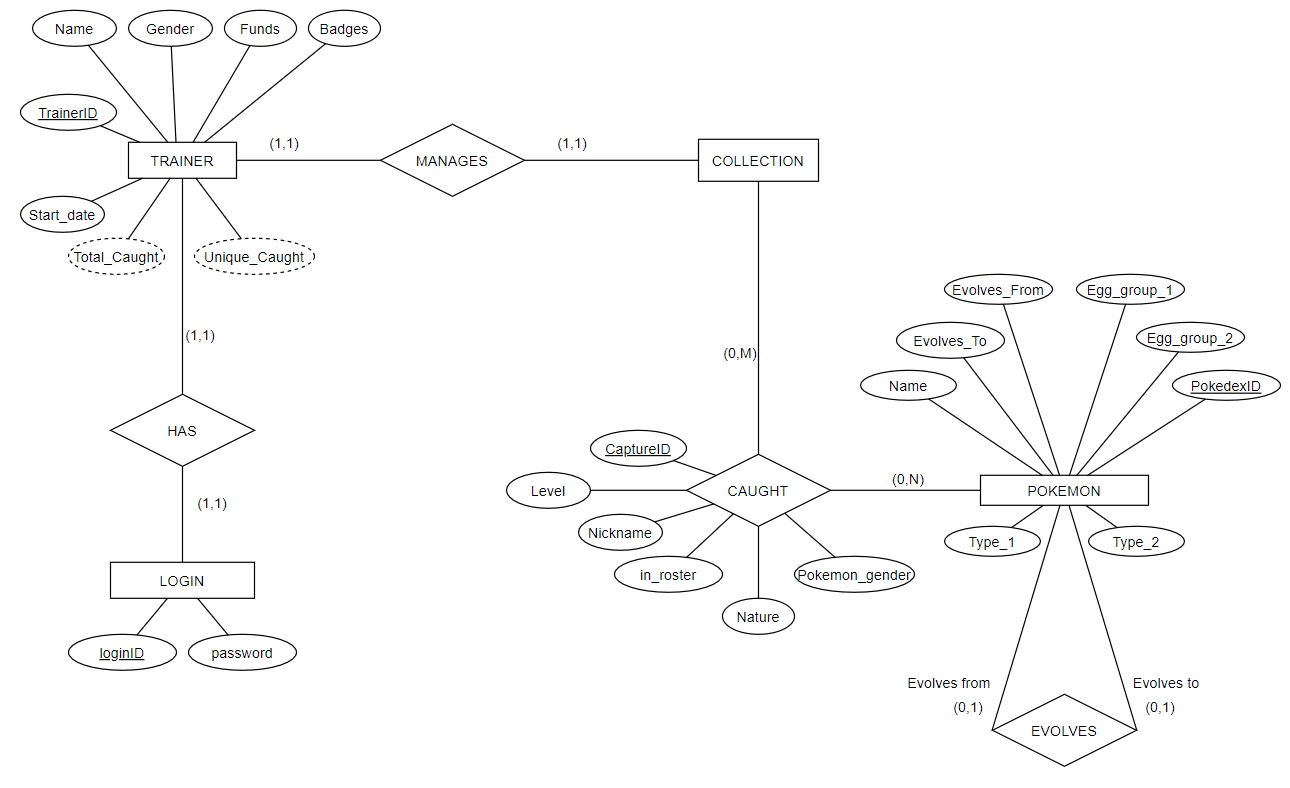 Name
Gender
Funds
Badges
TrainerID
(1,1)
(1,1)
TRAINER
MANAGES
COLLECTION
Start_date
Total_Caught
Unique_Caught
Evolves_From
Egg_group_1
(1,1)
Evolves_To
Egg_group_2
(0,M)
Name
PokedexID
HAS
CaptureID
(0,N)
(1,1)
Level
CAUGHT
POKEMON
Nickname
Type_1
Type_2
LOGIN
in_roster
Pokemon_gender
Nature
loginID
password
Evolves from
Evolves to
(0,1)
(0,1)
EVOLVES